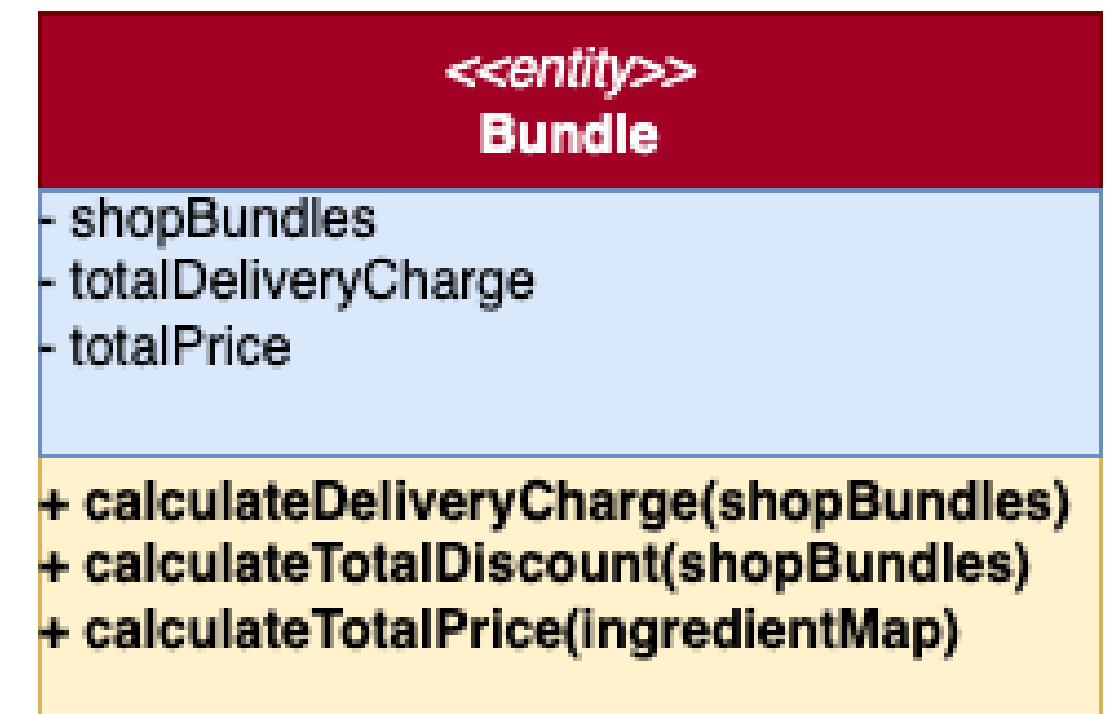 <<entity>>
Bundle
- shopBundles
- totalDeliveryCharge
- totalPrice
+ calculateDeliveryCharge(shopBundles)
+ calculateTotalDiscount(shopBundles)
+ calculateTotalPrice(ingredientMap)